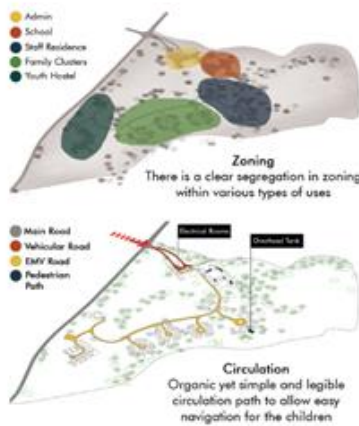 Admin
School
Staff Residence
Family Clusters
Youth Hostel
Zoning
There is a clear segregation in zoning
within various types of uses
Main Road
Vehicular Road
EMV Road
Pedestrian
Path
Electrical Rooms
Overhead Tank
Circulation
Organic yet simple and legible
circulation path to allow easy
navigation for the children